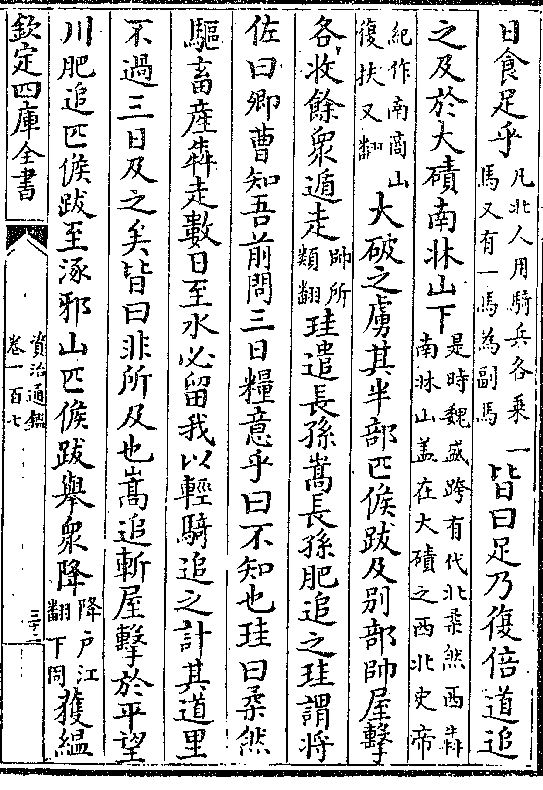 日食足乎凡北人用騎兵各乘一馬又有一馬為副馬皆曰足乃復倍道追
之及於大磧南牀山下是時魏盛跨有代北柔然西奔南牀山蓋在大磧之西北史帝
紀作南商山復扶又翻大破之虜其半部匹候跋及別部帥屋擊
各收餘衆遁走帥所類翻珪遣長孫嵩長孫肥追之珪謂將
佐曰卿曹知吾前問三日糧意乎曰不知也珪曰柔然
驅畜産犇走數日至水必留我以輕騎追之計其道里
不過三日及之矣皆曰非所及也嵩追斬屋擊於平望
川肥追匹候跋至涿邪山匹候跋舉衆降降戶江翻下同獲縕
欽定四庫全書
資治通鑑
卷一百七